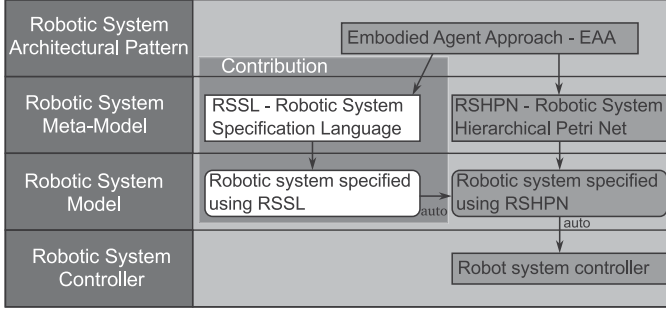 Robotic System
Architectural Pattern
Embodied Agent Approach - EAA
Contribution
Robotic System
Meta-Model
RSSL - Robotic System
Specification Language
RSHPN - Robotic System
Hierarchical Petri Net
Robotic System
Model
Robotic system specified
using RSSL
auto
Robotic system specified
using RSHPN
auto
Robotic System
Controller
Robot system controller